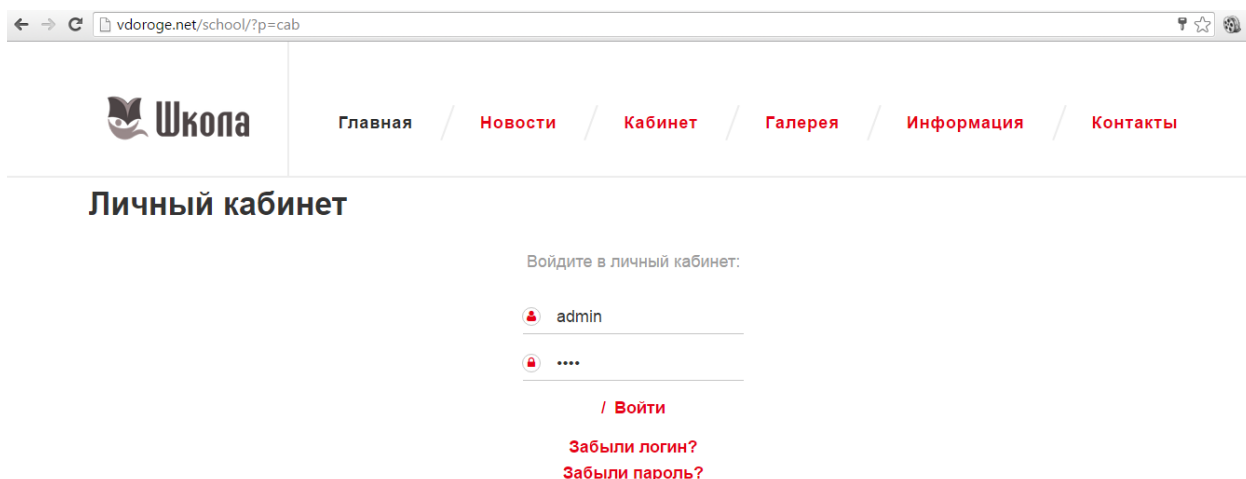 vdoroge.net/school/?p=cab
Школа
Главная / Новости / Кабинет / Галерея / Информация / Контакты
Личный кабинет
Войдите в личный кабинет:
admin
••••
/ Войти
Забыли логин?
Забыли пароль?